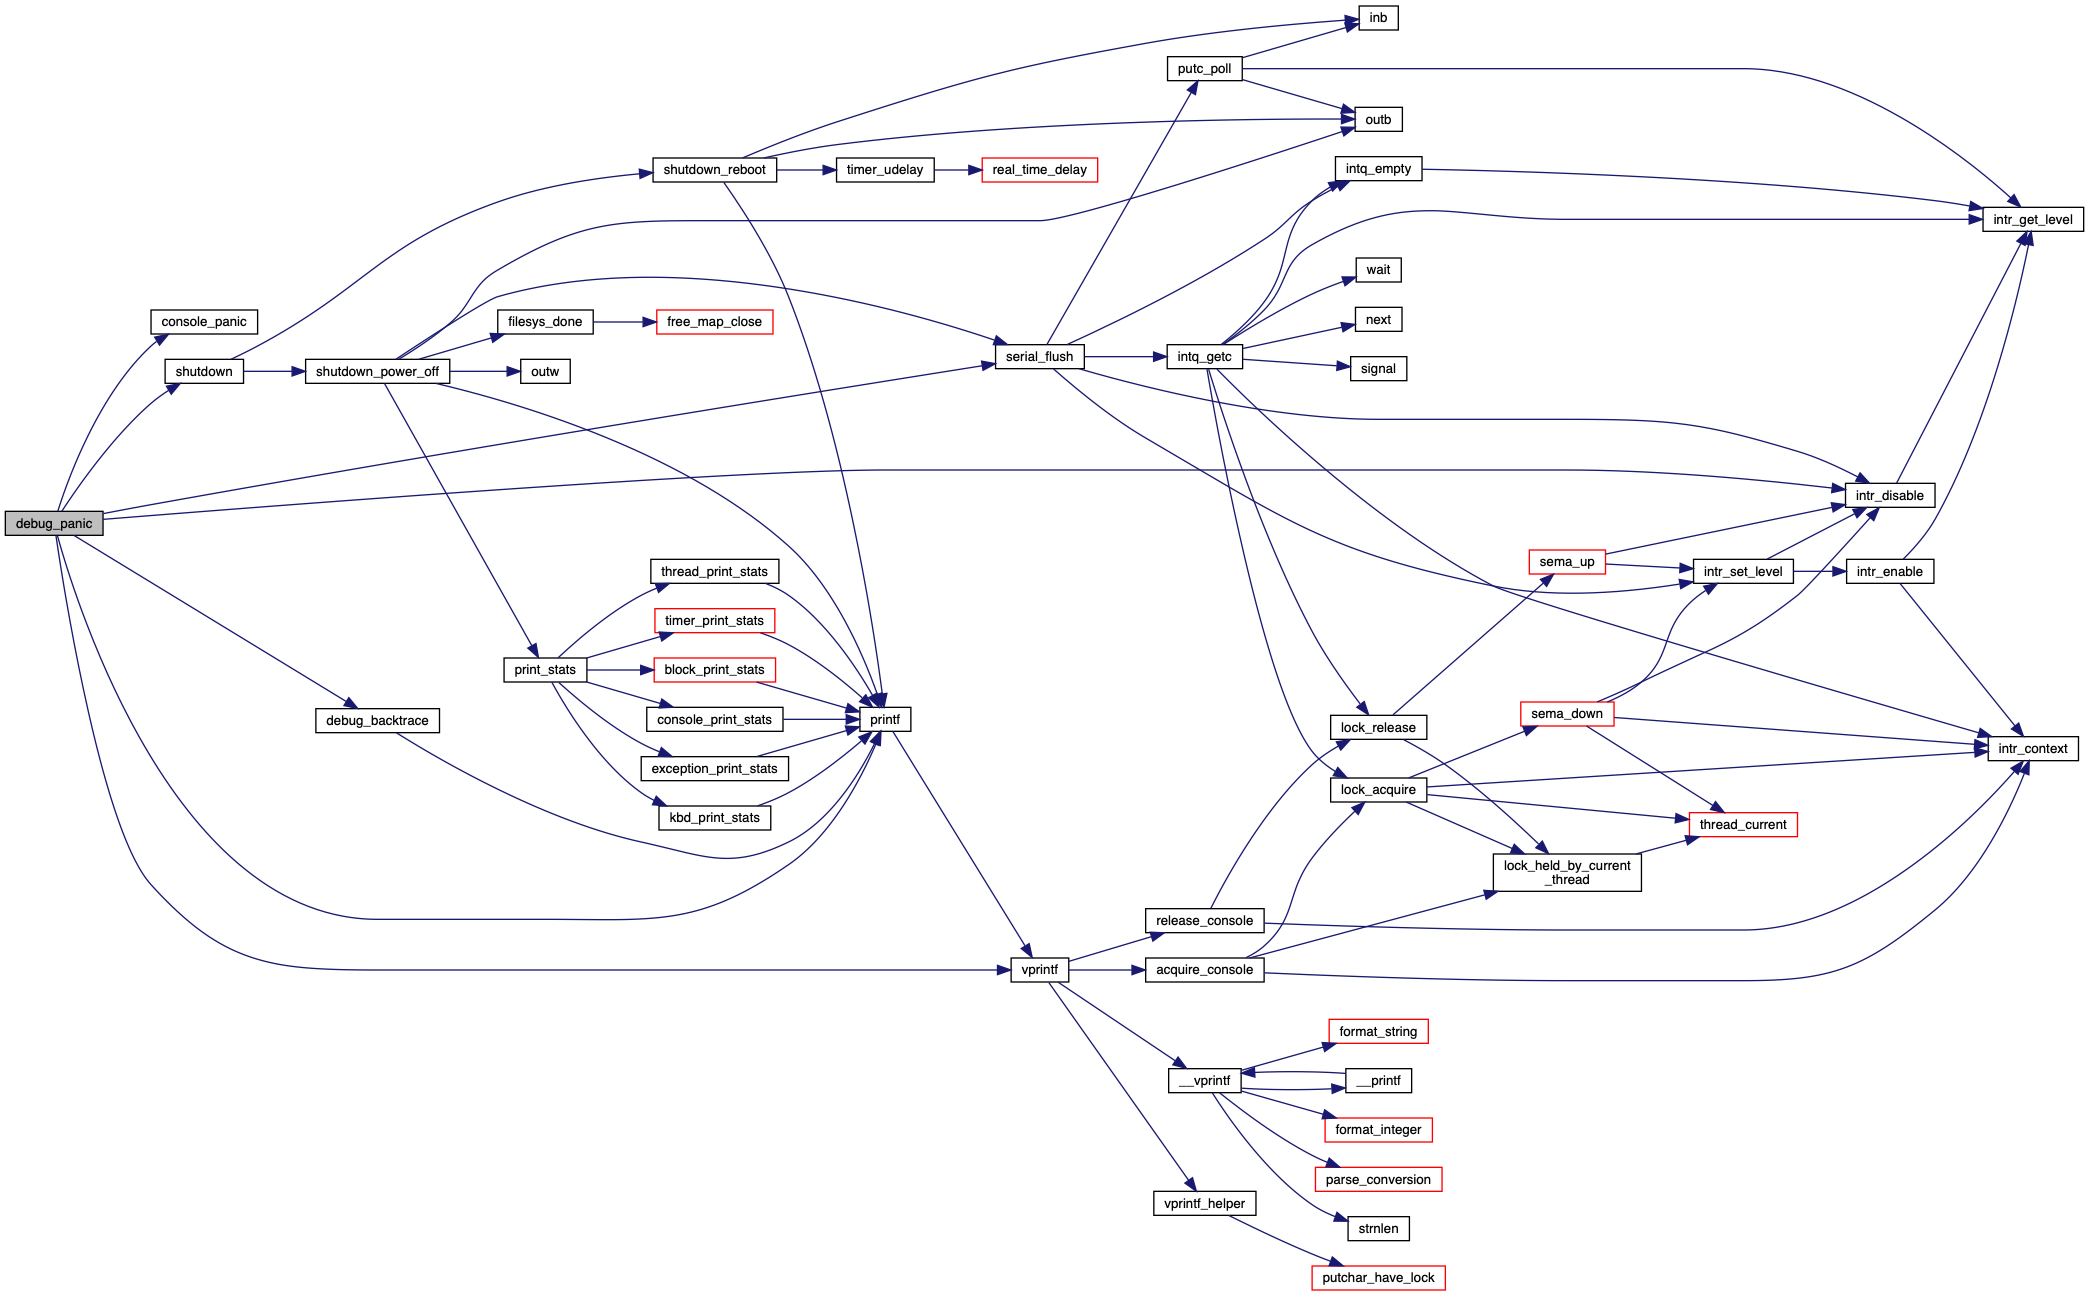 inb
putc_poll
outb
shutdown_reboot
timer_udelay
real_time_delay
intq_empty
intr_get_level
wait
console_panic
filesys_done
free_map_close
next
serial_flush
intq_getc
signal
shutdown
shutdown_power_off
outw
intr_disable
debug_panic
sema_up
thread_print_stats
intr_set_level
intr_enable
timer_print_stats
print_stats
block_print_stats
sema_down
debug_backtrace
console_print_stats
printf
lock_release
intr_context
exception_print_stats
lock_acquire
kbd_print_stats
thread_current
lock_held_by_current
_thread
release_console
vprintf
acquire_console
format_string
__vprintf
__printf
format_integer
parse_conversion
vprintf_helper
strnlen
putchar_have_lock